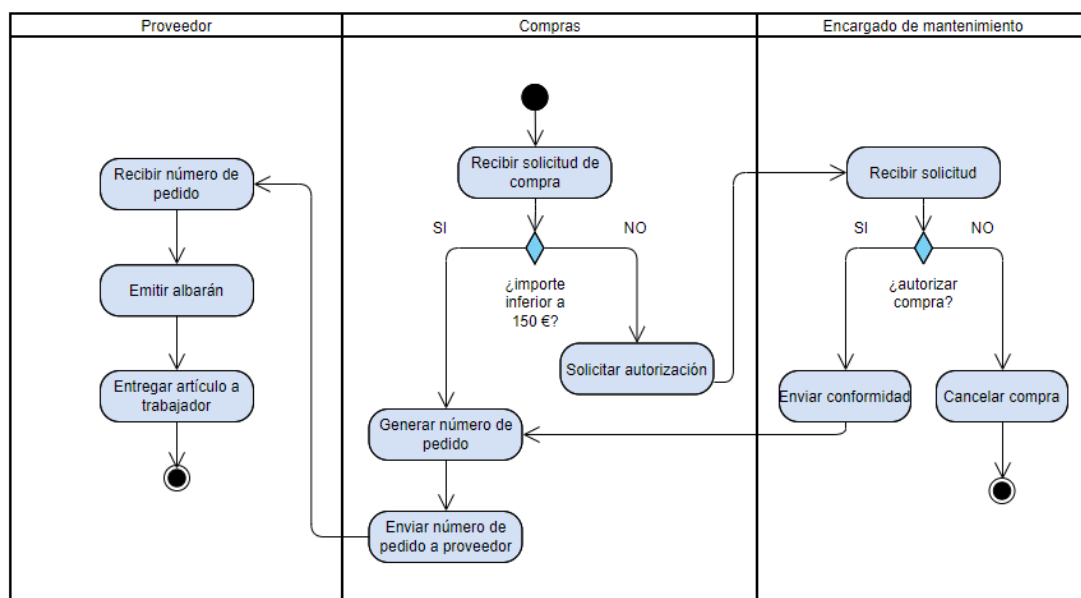 Proveedor
Compras
Encargado de mantenimiento
Recibir número de
pedido
Emitir albarán
Entregar artículo a
trabajador
Recibir solicitud de
compra
SI
NO
¿importe
inferior a
150 €?
Solicitar autorización
Generar número de
pedido
Enviar número de
pedido a proveedor
Recibir solicitud
SI
NO
¿autorizar
compra?
Enviar conformidad
Cancelar compra